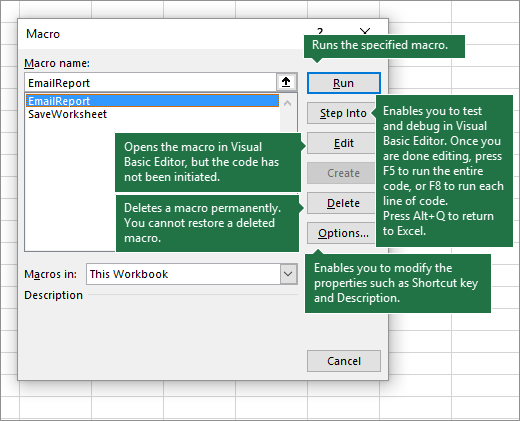 Macro
?
Runs the specified macro.
Macro name:
EmailReport
Run
EmailReport
SaveWorksheet
Step Into
Enables you to test
and debug in Visual
Basic Editor. Once you
are done editing, press
F5 to run the entire
code, or F8 to run each
line of code.
Press Alt+Q to return
to Excel.
Opens the macro in Visual
Basic Editor, but the code has
not been initiated.
Edit
Create
Deletes a macro permanently.
You cannot restore a deleted
macro.
Delete
Options...
Macros in:
This Workbook
Enables you to modify the
properties such as Shortcut key
and Description.
Description
Cancel